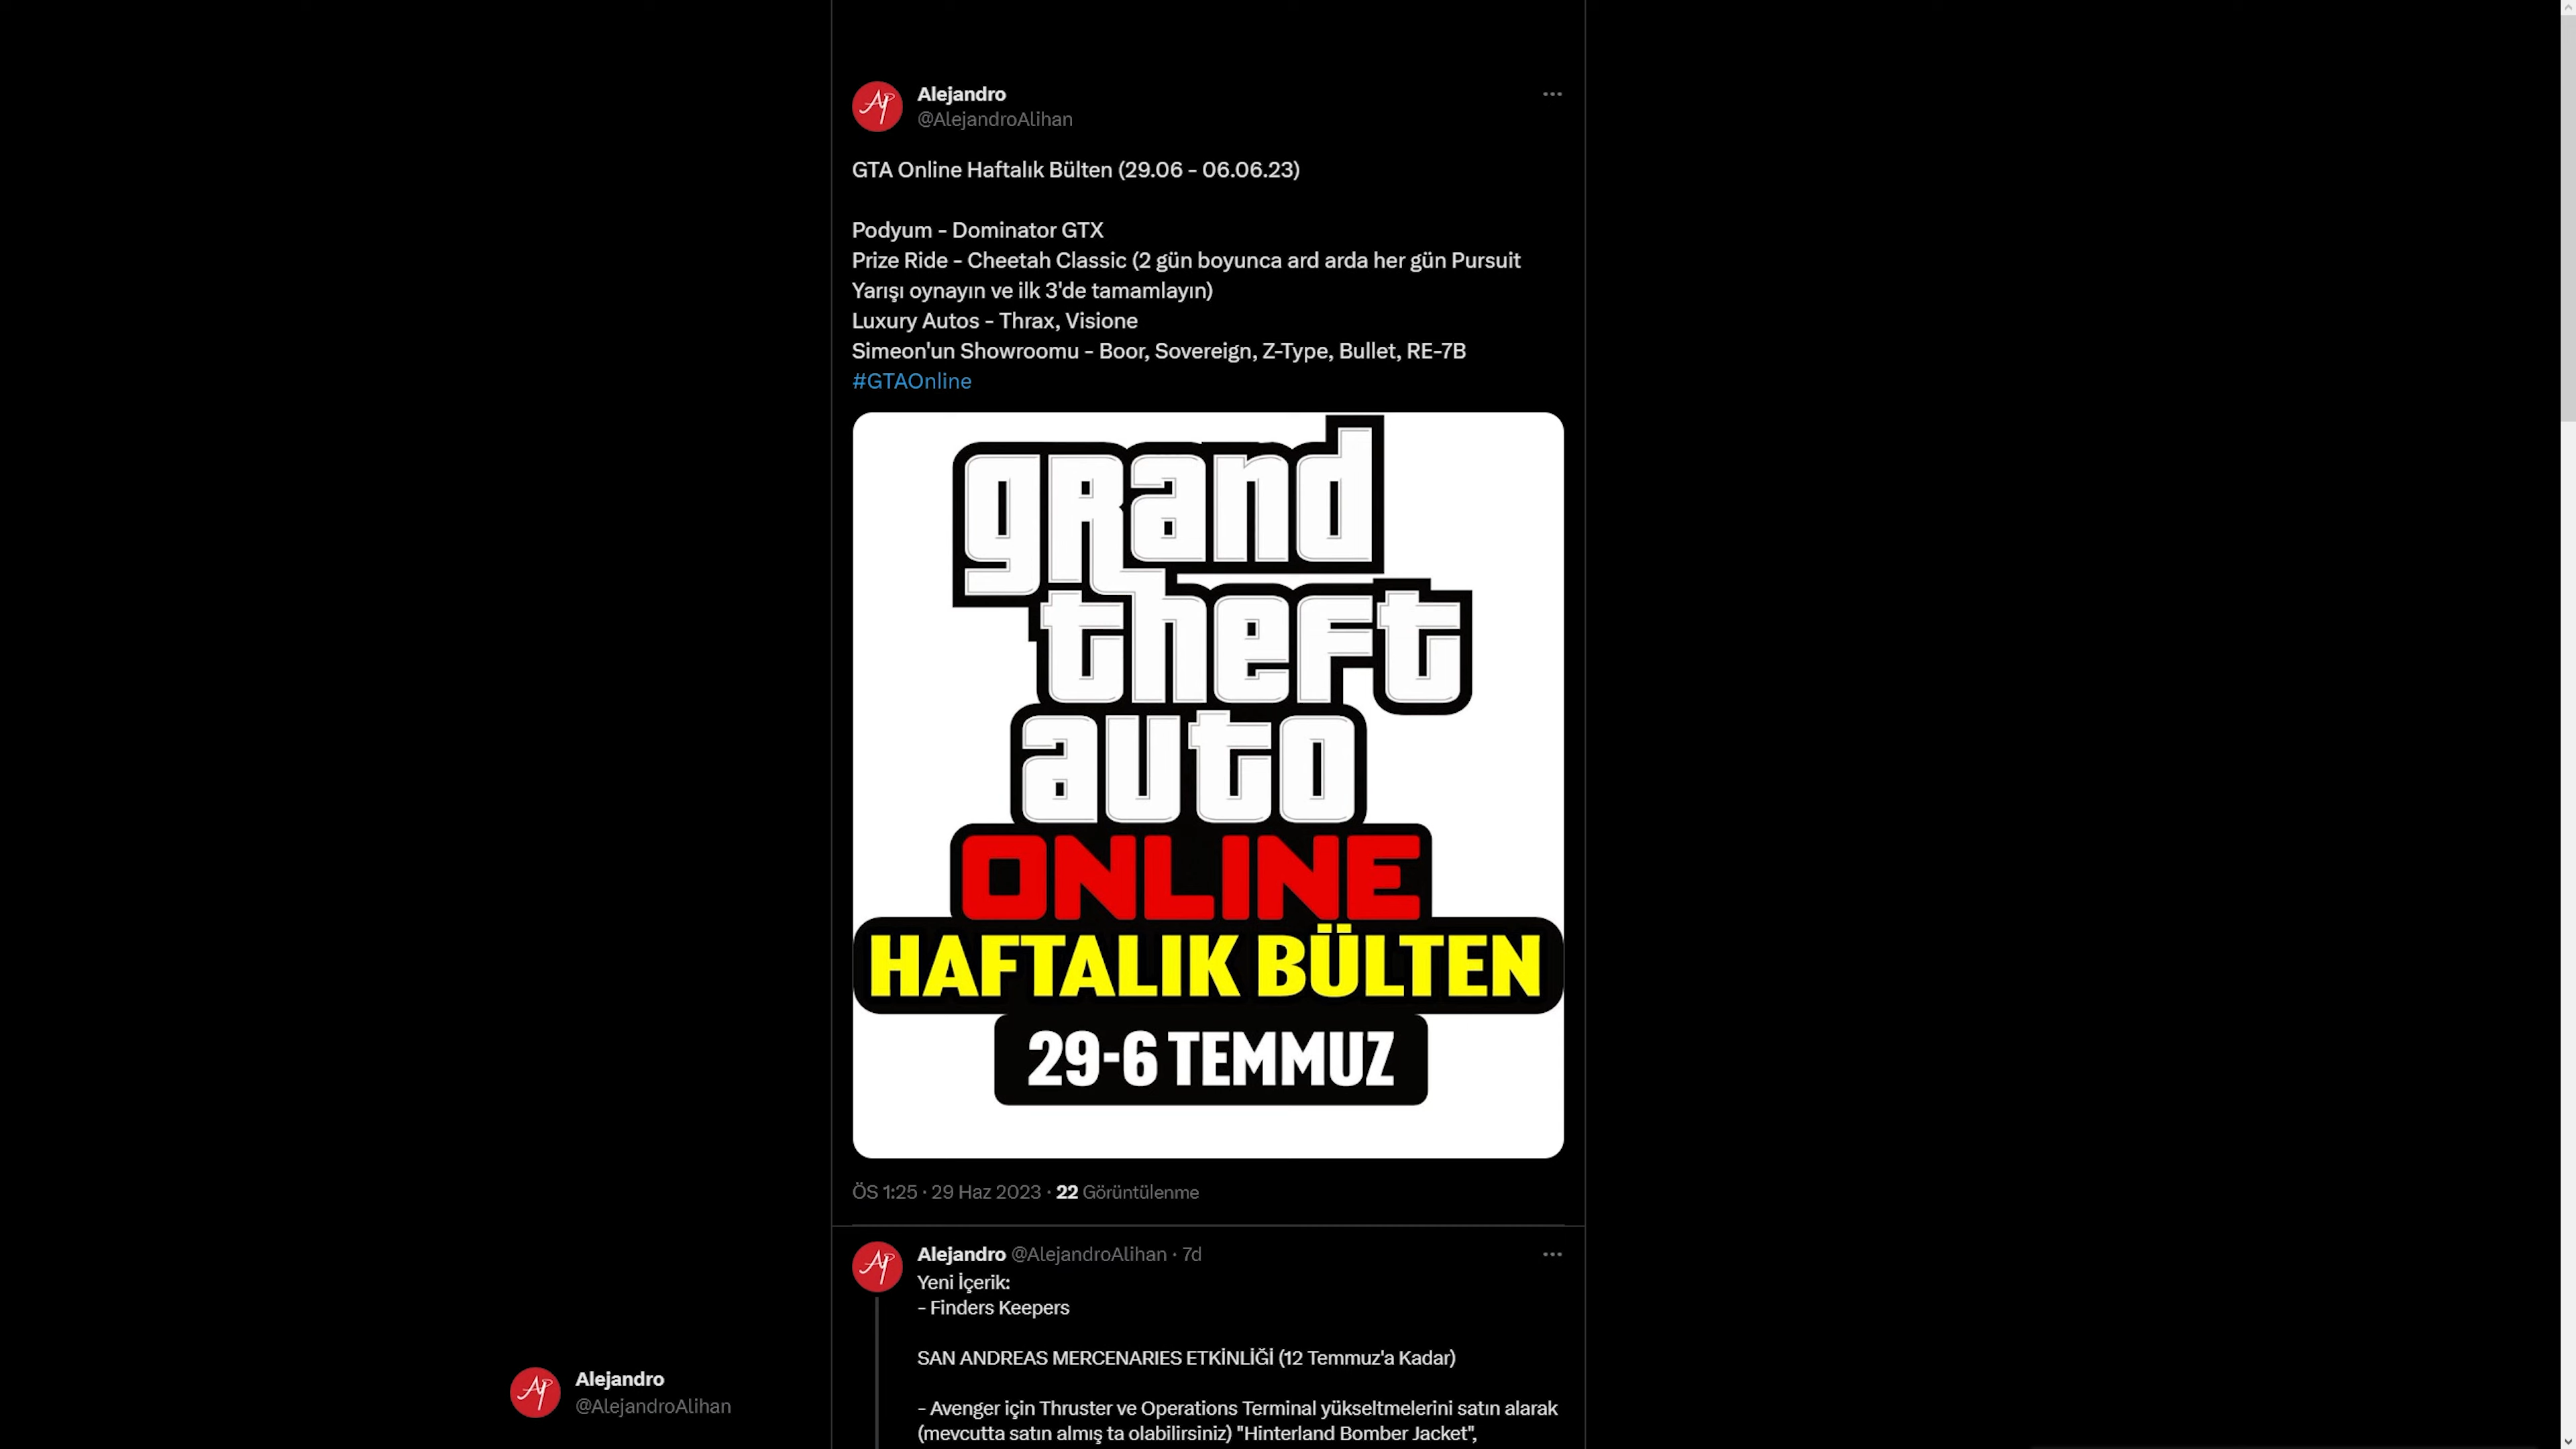 Alejandro
@AlejandroAlihan
GTA Online Haftalık Bülten (29.06 - 06.06.23)
Podyum - Dominator GTX
Prize Ride - Cheetah Classic (2 gün boyunca ard arda her gün Pursuit
Yarışı oynayın ve ilk 3'de tamamlayın)
Luxury Autos - Thrax, Visione
Simeon'un Showroomu - Boor, Sovereign, Z-Type, Bullet, RE-7B
#GTAOnline
grand
theft
auto
ONLINE
HAFTALIK BÜLTEN
29-6 TEMMUZ
ÖS 1:25 · 29 Haz 2023 · 22 Görüntülenme
Alejandro @AlejandroAlihan · 7d
Yeni İçerik:
- Finders Keepers
SAN ANDREAS MERCENARIES ETKİNLİĞİ (12 Temmuz'a Kadar)
- Avenger için Thruster ve Operations Terminal yükseltmelerini satın alarak
(mevcutta satın almış ta olabilirsiniz) "Hinterland Bomber Jacket",
Alejandro
@AlejandroAlihan